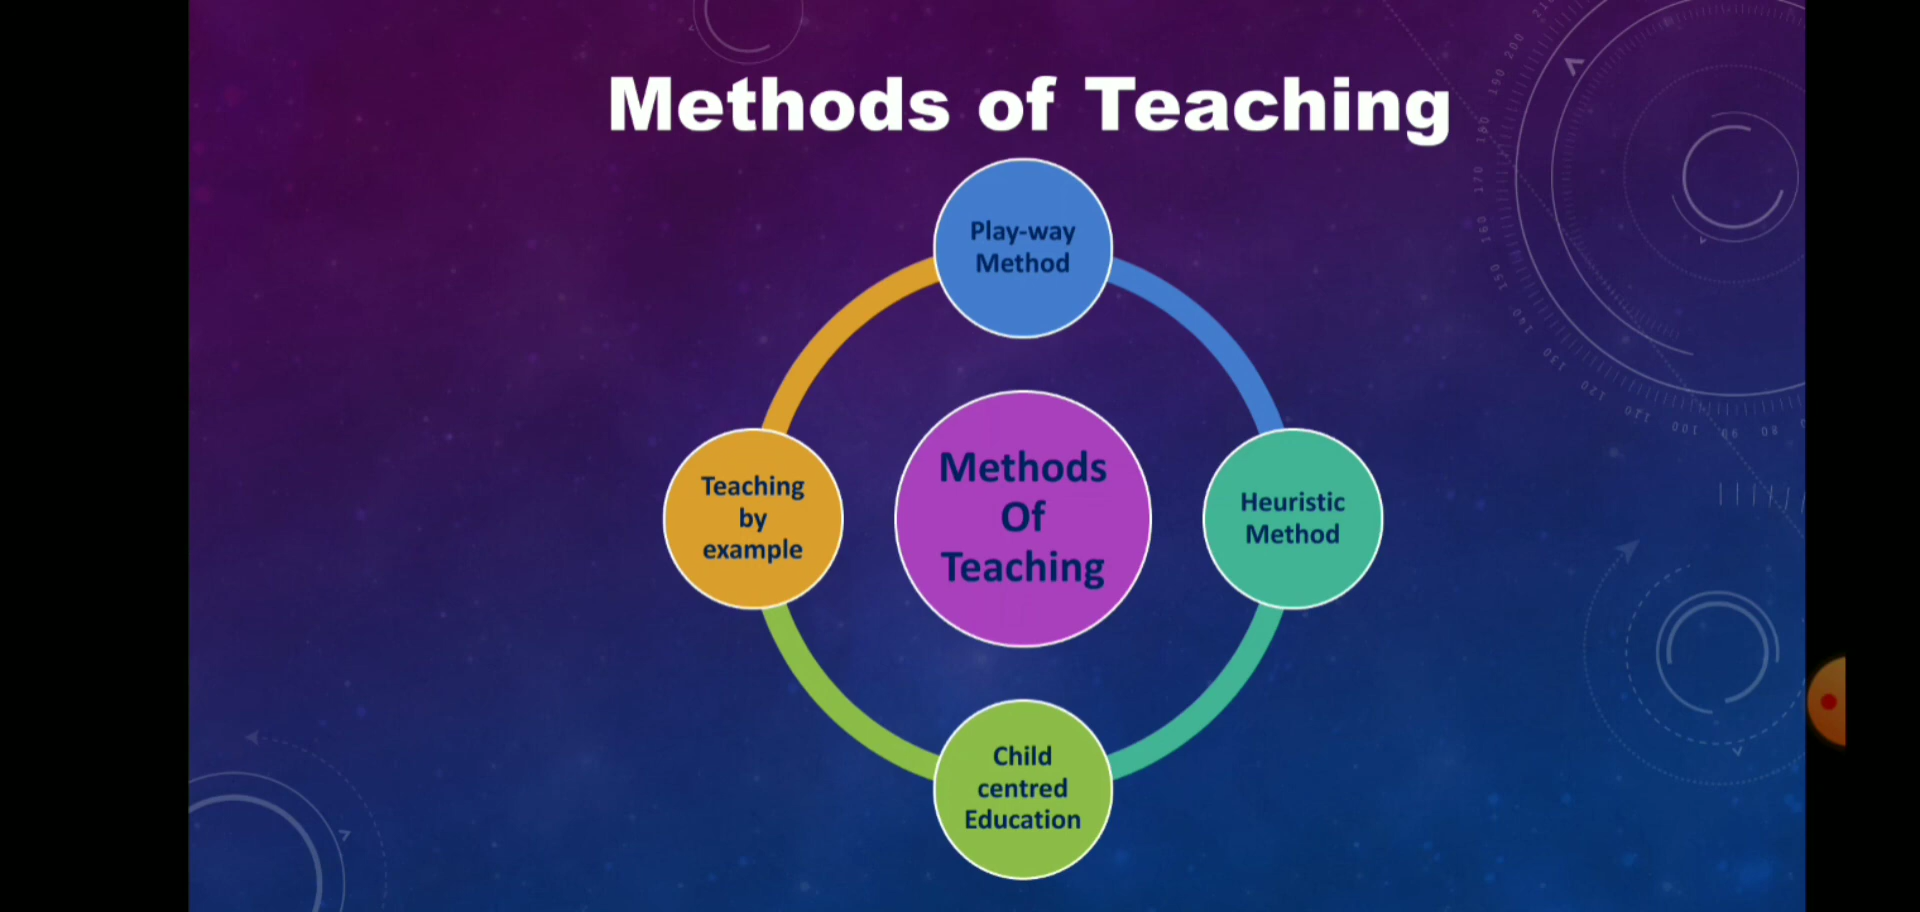 Methods of Teaching
Play-way
Method
Teaching
by
example
Methods
Of
Teaching
Heuristic
Method
Child
centred
Education